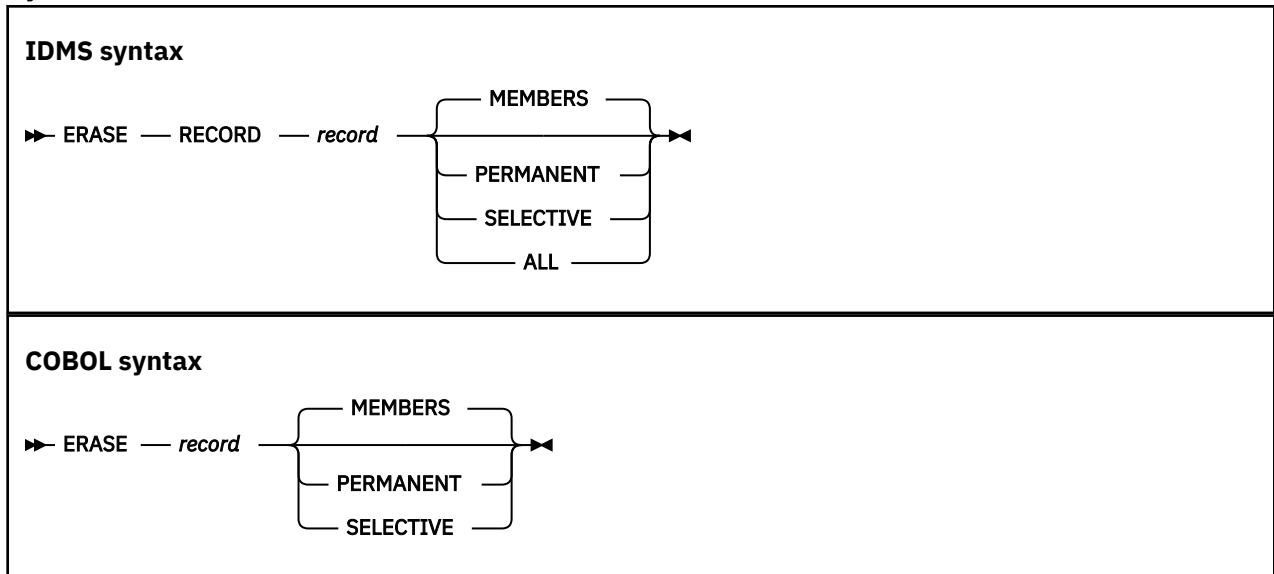 IDMS syntax
MEMBERS
ERASE RECORD record
PERMANENT
SELECTIVE
ALL
COBOL syntax
MEMBERS
ERASE record
PERMANENT
SELECTIVE